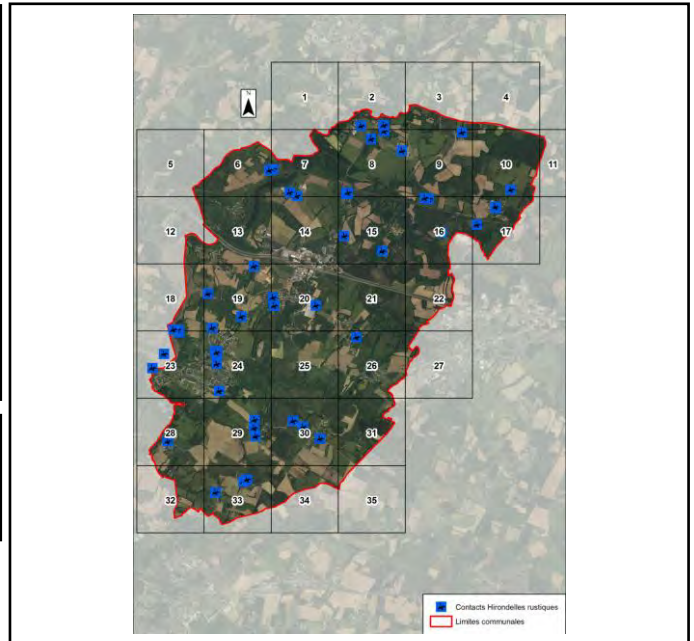 N
1 2 3 4
5 6 7 8 9 10 11
12 13 14 15 16 17
18 19 20 21 22
23 24 25 26 27
28 29 30 31
32 33 34 35
Contacts Hirondelles rustiques
Limites communales